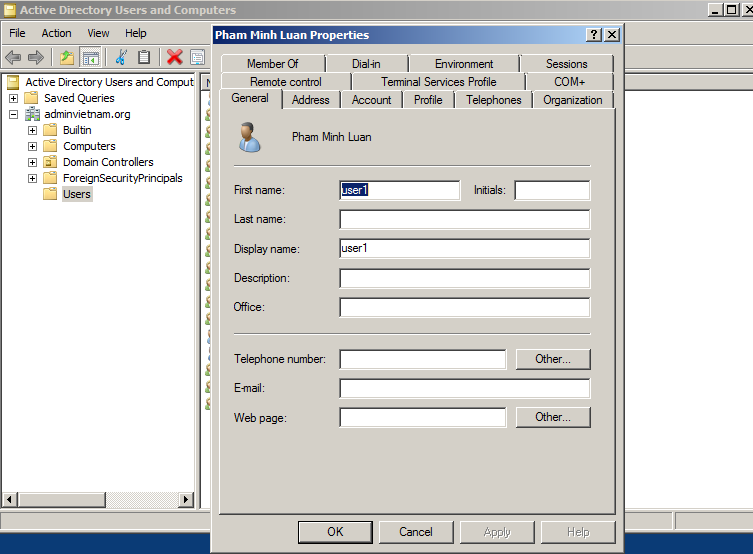 Active Directory Users and Computers
File Action View Help
Active Directory Users and Comput
Saved Queries
adminvietnam.org
Builtin
Computers
Domain Controllers
ForeignSecurityPrincipals
Users
Pham Minh Luan Properties
Member Of Dial-in Environment Sessions
Remote control Terminal Services Profile COM+
General Address Account Profile Telephones Organization
Pham Minh Luan
First name: user1 Initials:
Last name:
Display name: user1
Description:
Office:
Telephone number: Other...
E-mail:
Web page: Other...
OK Cancel Apply Help